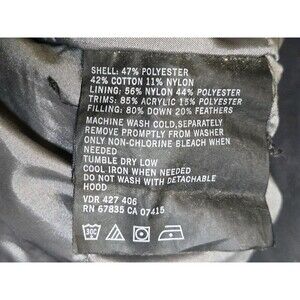 SHELL: 47% POLYESTER
42% COTTON 11% NYLON
LINING: 56% NYLON 44% POLYESTER
TRIMS: 85% ACRYLIC 15% POLYESTER
FILLING: 80% DOWN 20% FEATHERS
MACHINE WASH COLD,SEPARATELY
REMOVE PROMPTLY FROM WASHER
ONLY NON-CHLORINE BLEACH WHEN
NEEDED
TUMBLE DRY LOW
COOL IRON WHEN NEEDED
DO NOT WASH WITH DETACHABLE
HOOD
VDR 427 406
RN 67835 CA 07415
30C